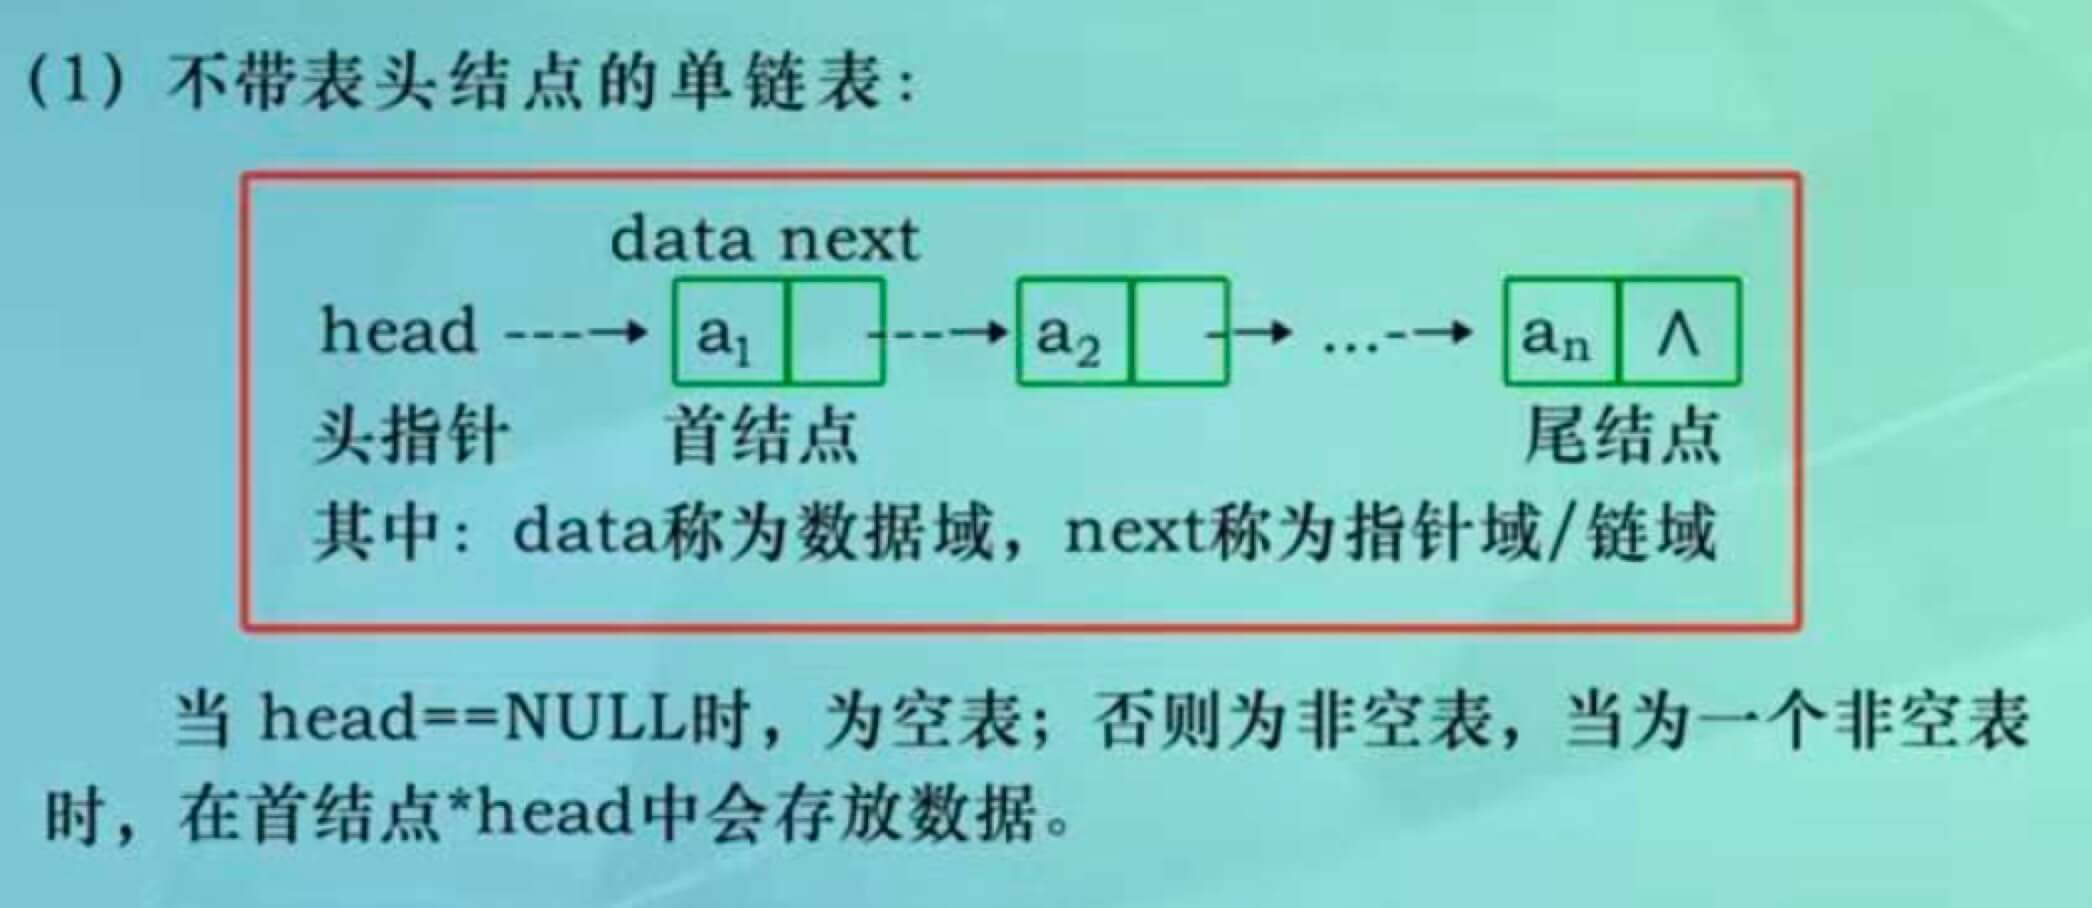 (1) 不带表头结点的单链表：
data next
head ---→ a₁ ---→ a₂ -→ ...-→ aₙ ∧
头指针 首结点 尾结点
其中：data称为数据域，next称为指针域/链域
当 head==NULL时，为空表；否则为非空表，当为一个非空表
时，在首结点*head中会存放数据。